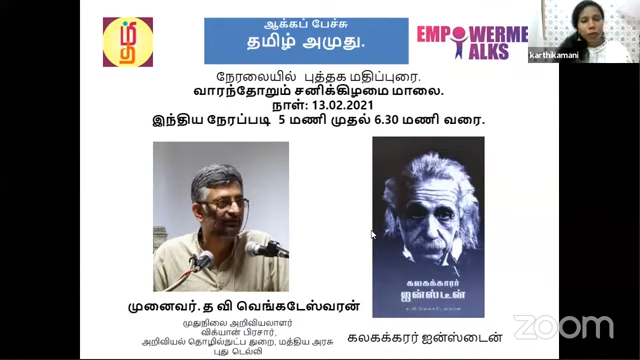 ழித
ஆக்கப் பேச்சு
தமிழ் அமுது.
EMPOWERME
TALKS
karthikamani
நேரலையில் புத்தக மதிப்புரை.
வாரந்தோறும் சனிக்கிழமை மாலை.
நாள்: 13.02.2021
இந்திய நேரப்படி 5 மணி முதல் 6.30 மணி வரை.
கலகக்காரர்
ஐன்ஸ்டீன்
முனைவர். த வி வெங்கடேஸ்வரன்
முதுநிலை அறிவியலாளர்
விக்யான் பிரசார்,
அறிவியல் தொழில்நுட்ப துறை, மத்திய அரசு
புது டெல்லி
கலகக்கரரர் ஐன்ஸ்டைன்
zoom